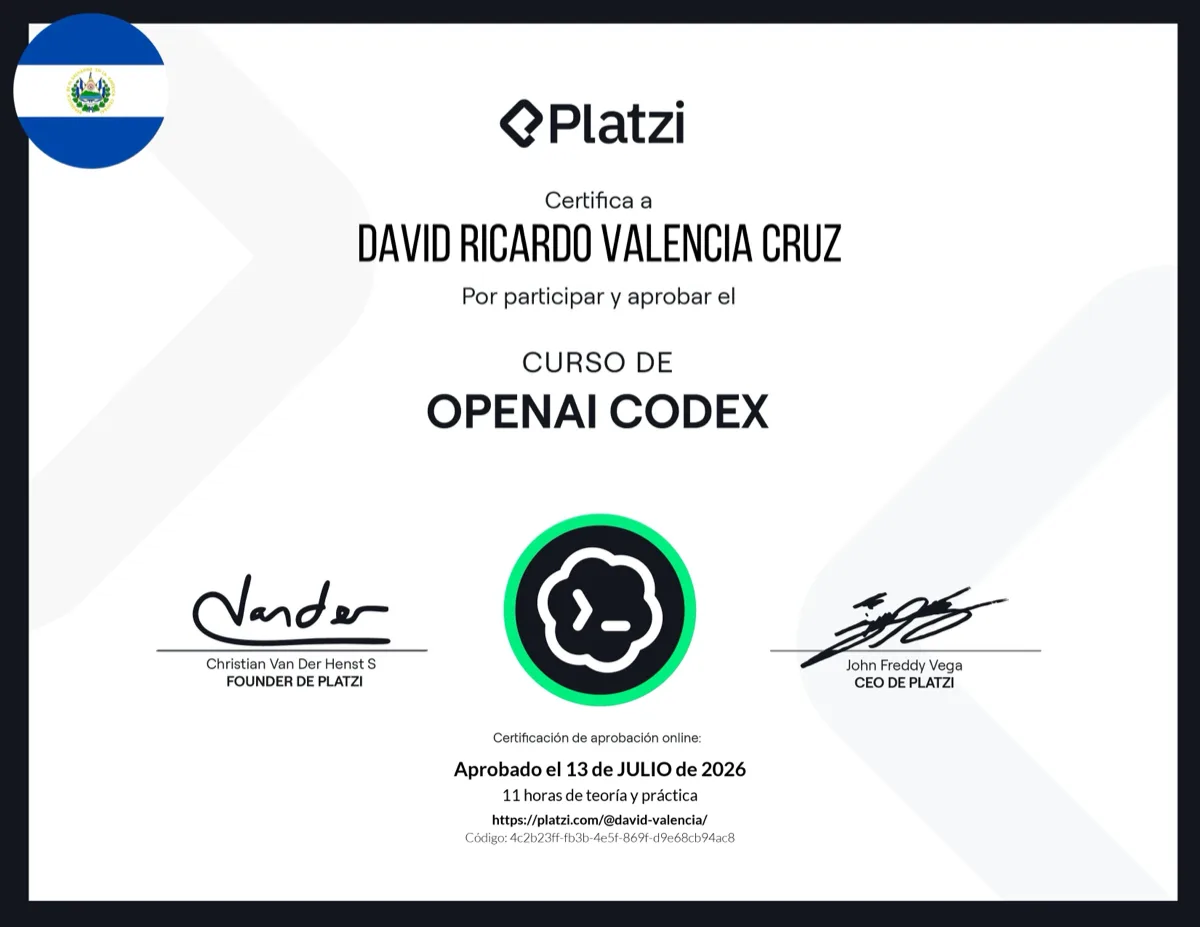 Platzi
Certifica a
DAVID RICARDO VALENCIA CRUZ
Por participar y aprobar el
CURSO DE
OPENAI CODEX
Vander
Christian Van Der Henst S
FOUNDER DE PLATZI
John Freddy Vega
CEO DE PLATZI
Certificación de aprobación online:
Aprobado el 13 de JULIO de 2026
11 horas de teoría y práctica
https://platzi.com/@david-valencia/
Código: 4c2b23ff-fb3b-4e5f-869f-d9e68cb94ac8